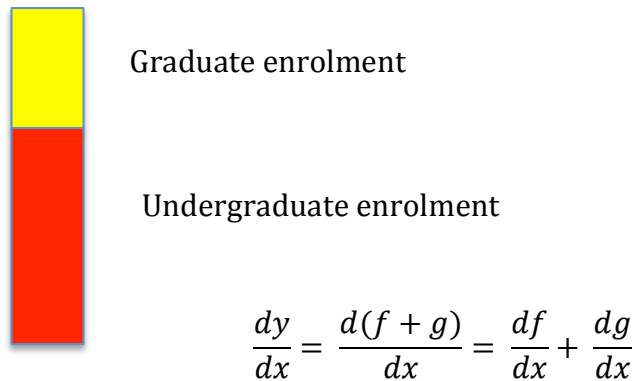 Graduate enrolment
Undergraduate enrolment
dy/dx = d(f + g)/dx = df/dx + dg/dx